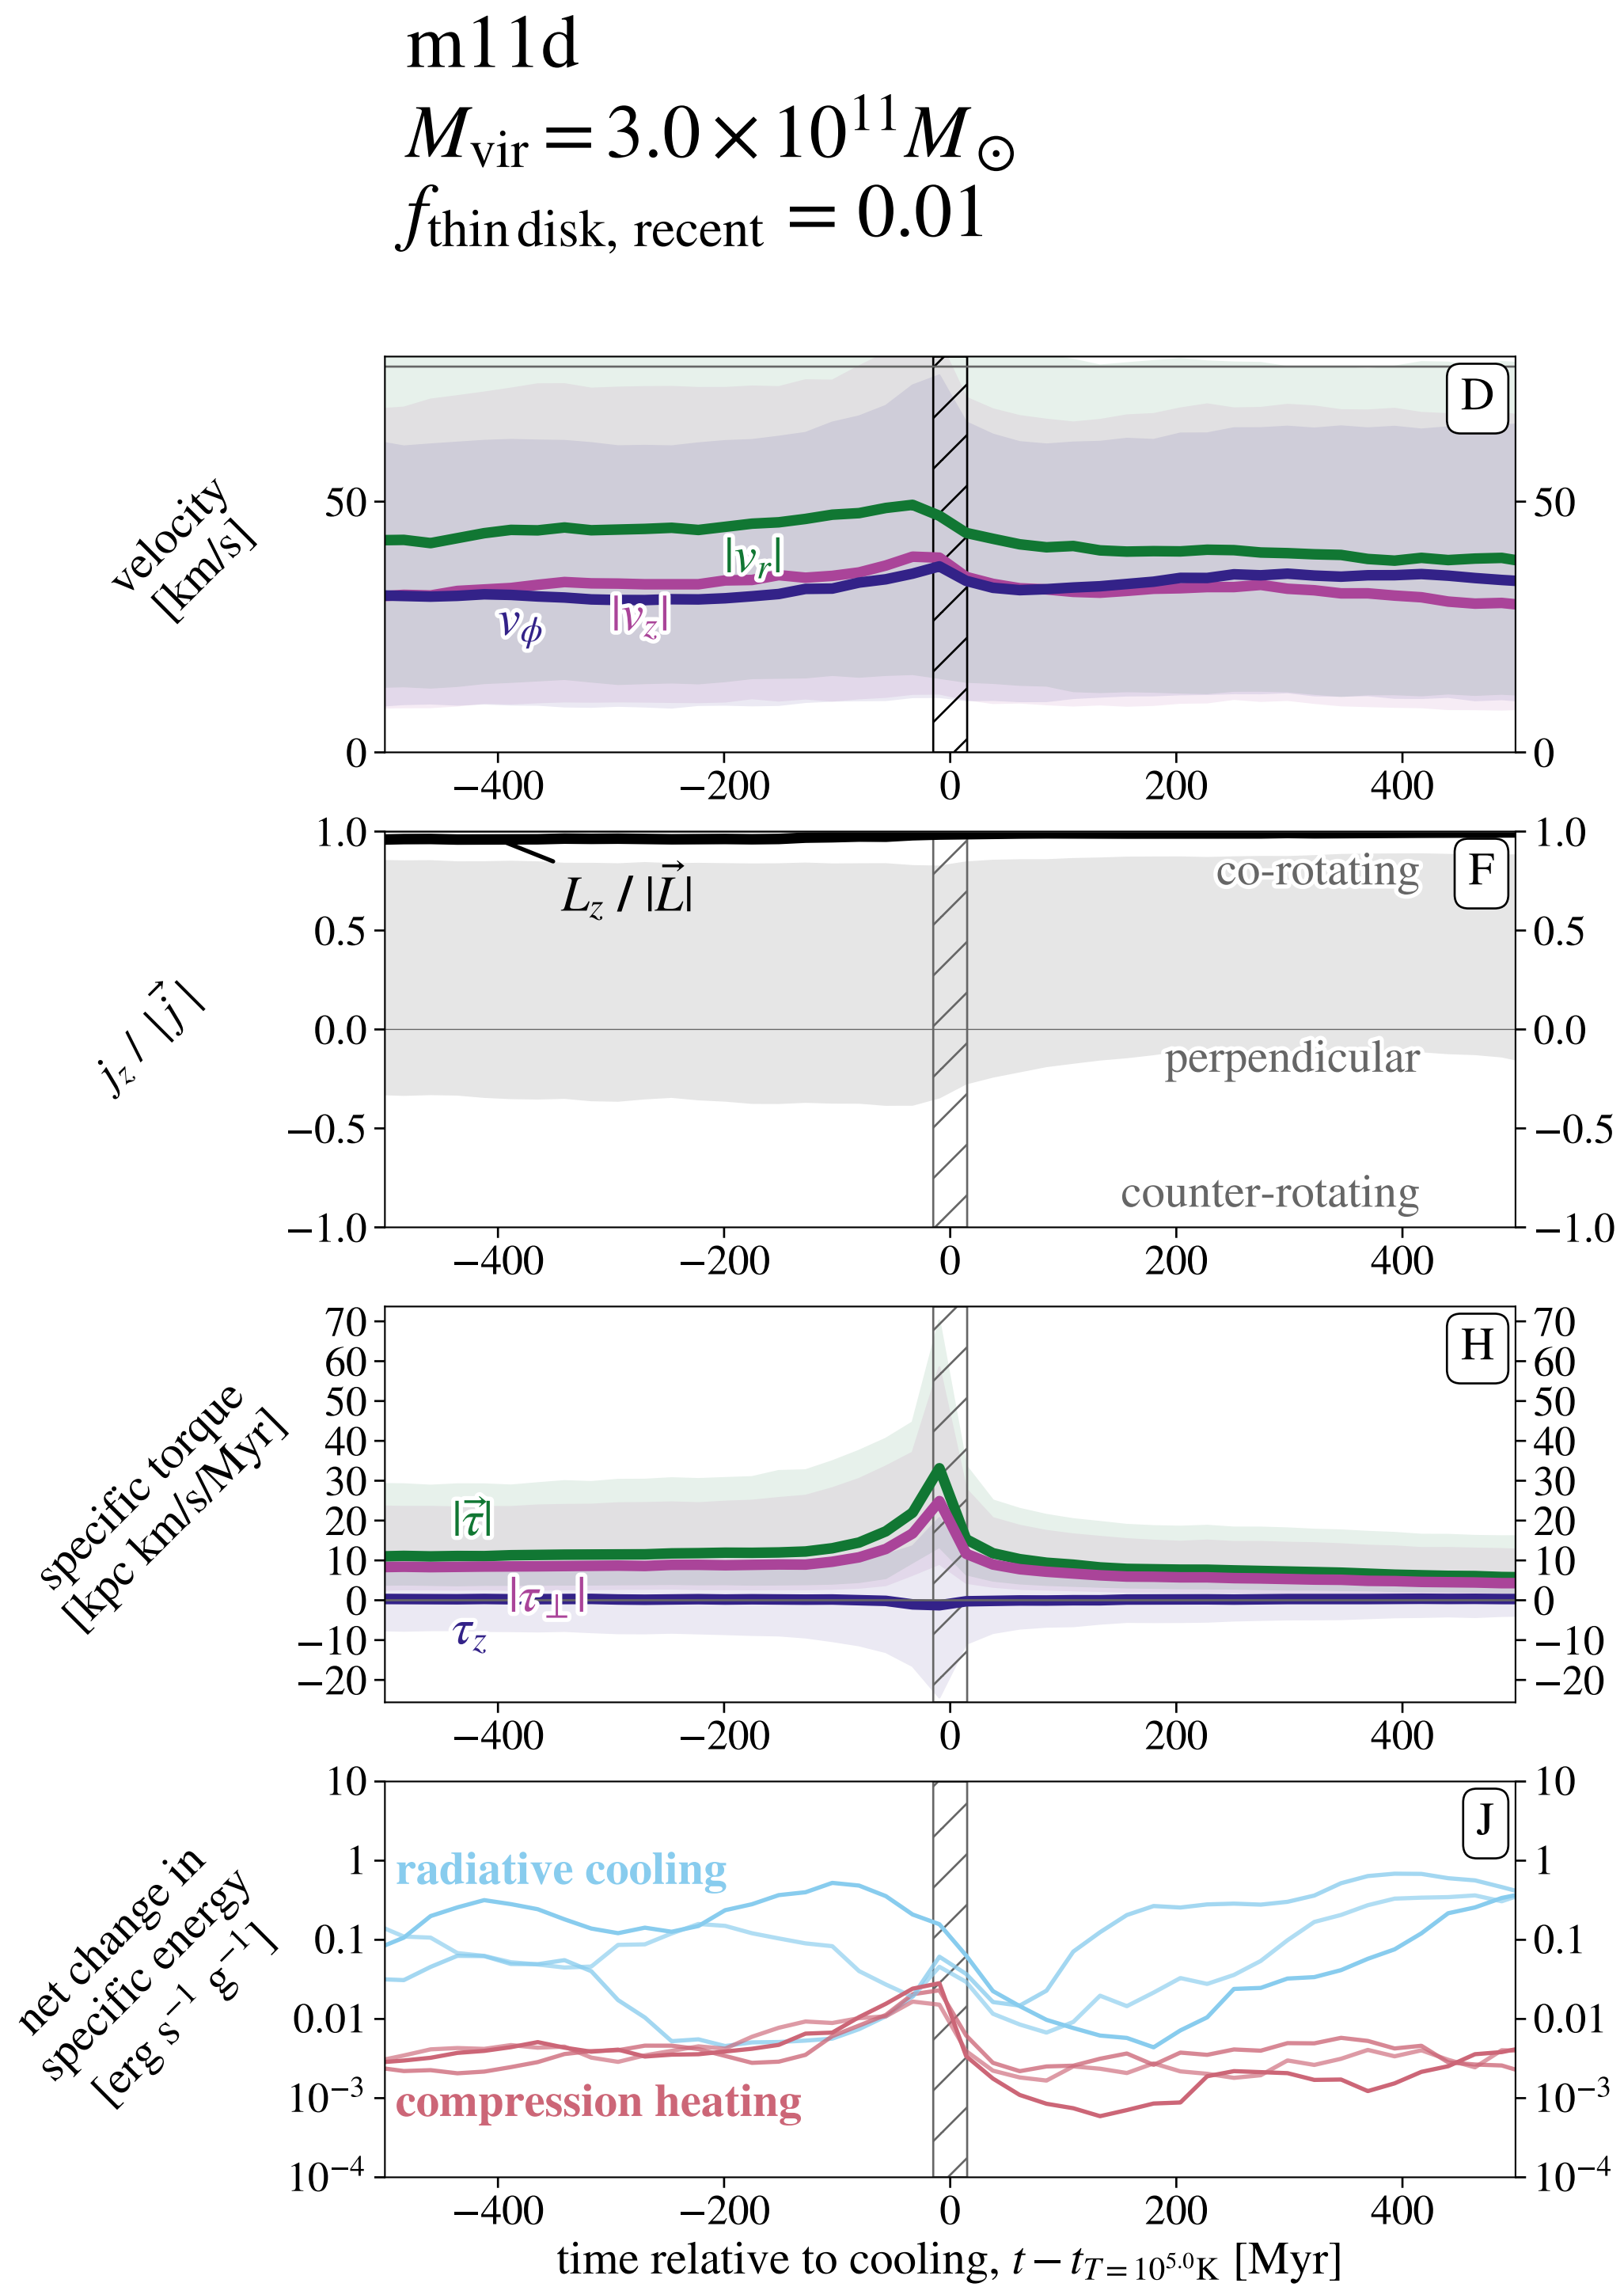 m11d
M_vir = 3.0 × 10^11 M_⊙
f_thin disk, recent = 0.01
D
velocity
[km/s]
50
0
50
0
|v_r|
v_ϕ
|v_z|
−400 −200 0 200 400
F
j_z / |j⃗|
1.0
0.5
0.0
−0.5
−1.0
1.0
0.5
0.0
−0.5
−1.0
L_z / |L⃗|
co-rotating
perpendicular
counter-rotating
−400 −200 0 200 400
H
specific torque
[kpc km/s/Myr]
70
60
50
40
30
20
10
0
−10
−20
70
60
50
40
30
20
10
0
−10
−20
|τ⃗|
|τ_⊥|
τ_z
−400 −200 0 200 400
J
net change in
specific energy
[erg s^−1 g^−1]
10
1
0.1
0.01
10^−3
10^−4
10
1
0.1
0.01
10^−3
10^−4
radiative cooling
compression heating
−400 −200 0 200 400
time relative to cooling, t − t_T=10^5.0 K [Myr]